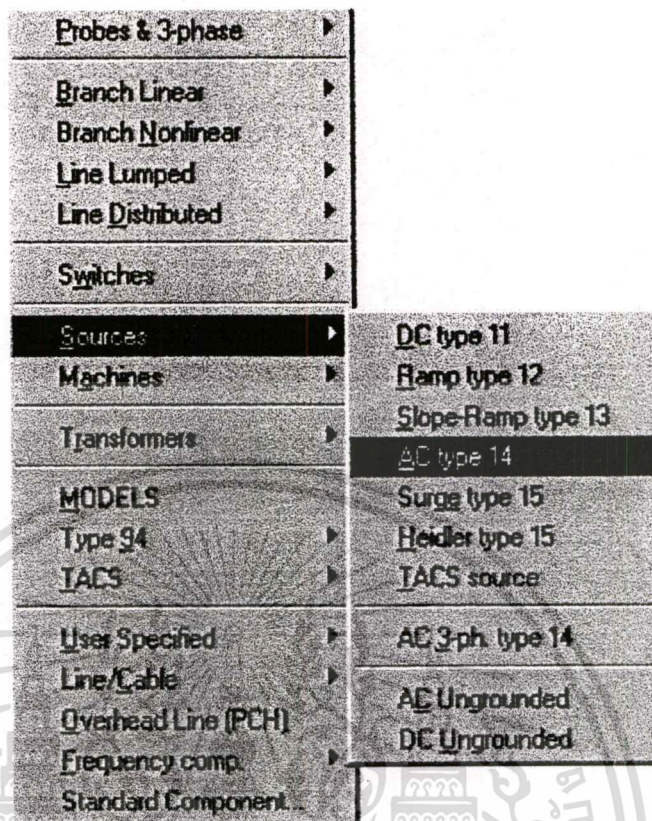 Probes & 3-phase
Branch Linear
Branch Nonlinear
Line Lumped
Line Distributed
Switches
Sources
Machines
Transformers
MODELS
Type 94
TACS
User Specified
Line/Cable
Overhead Line (PCH)
Frequency comp.
Standard Component...
DC type 11
Ramp type 12
Slope-Ramp type 13
AC type 14
Surge type 15
Heidler type 15
TACS source
AC 3-ph. type 14
AC Ungrounded
DC Ungrounded